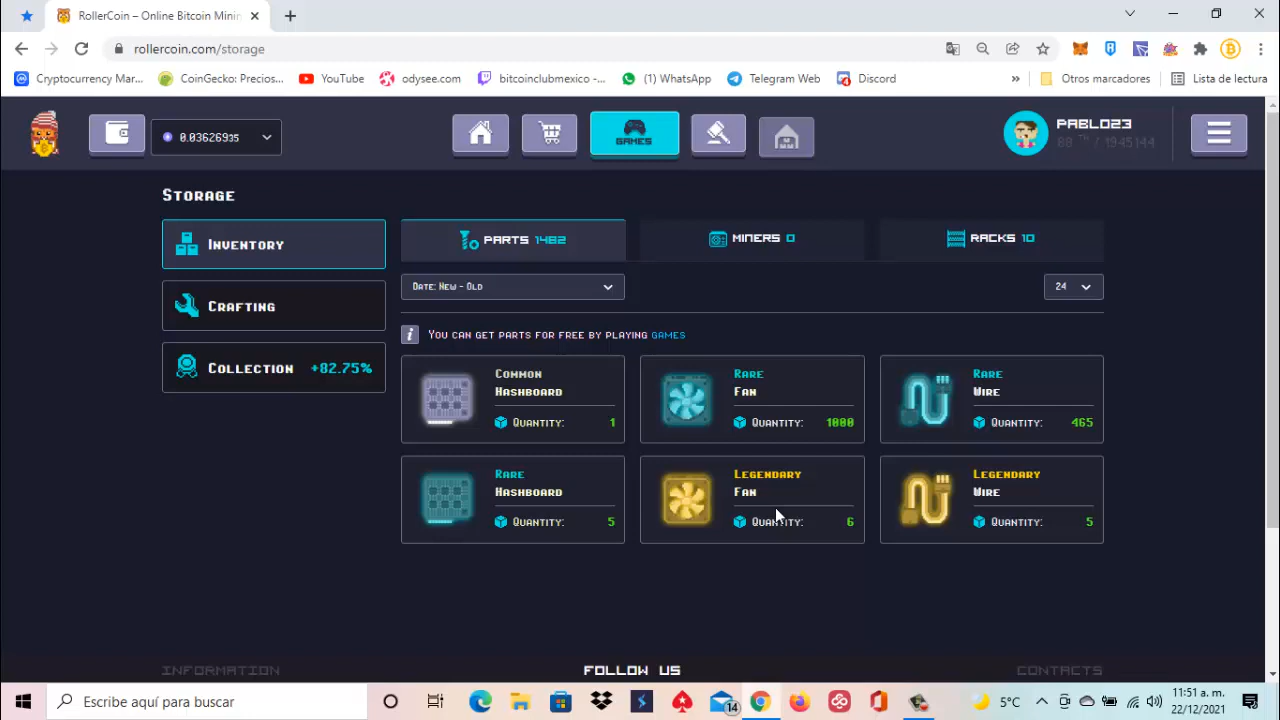 RollerCoin – Online Bitcoin Minin
rollercoin.com/storage
Cryptocurrency Mar... CoinGecko: Precios... YouTube odysee.com bitcoinclubmexico -... (1) WhatsApp Telegram Web Discord » Otros marcadores Lista de lectura
0.03626935 GAMES PABLO23
80 TH / 1945144
STORAGE
INVENTORY
CRAFTING
COLLECTION +82.75%
PARTS 1482 MINERS 0 RACKS 10
DATE: NEW - OLD 24
YOU CAN GET PARTS FOR FREE BY PLAYING GAMES
COMMON
HASHBOARD
QUANTITY: 1
RARE
FAN
QUANTITY: 1000
RARE
WIRE
QUANTITY: 465
RARE
HASHBOARD
QUANTITY: 5
LEGENDARY
FAN
QUANTITY: 6
LEGENDARY
WIRE
QUANTITY: 5
INFORMATION FOLLOW US CONTACTS
Escribe aquí para buscar 14 5°C 11:51 a. m.
22/12/2021